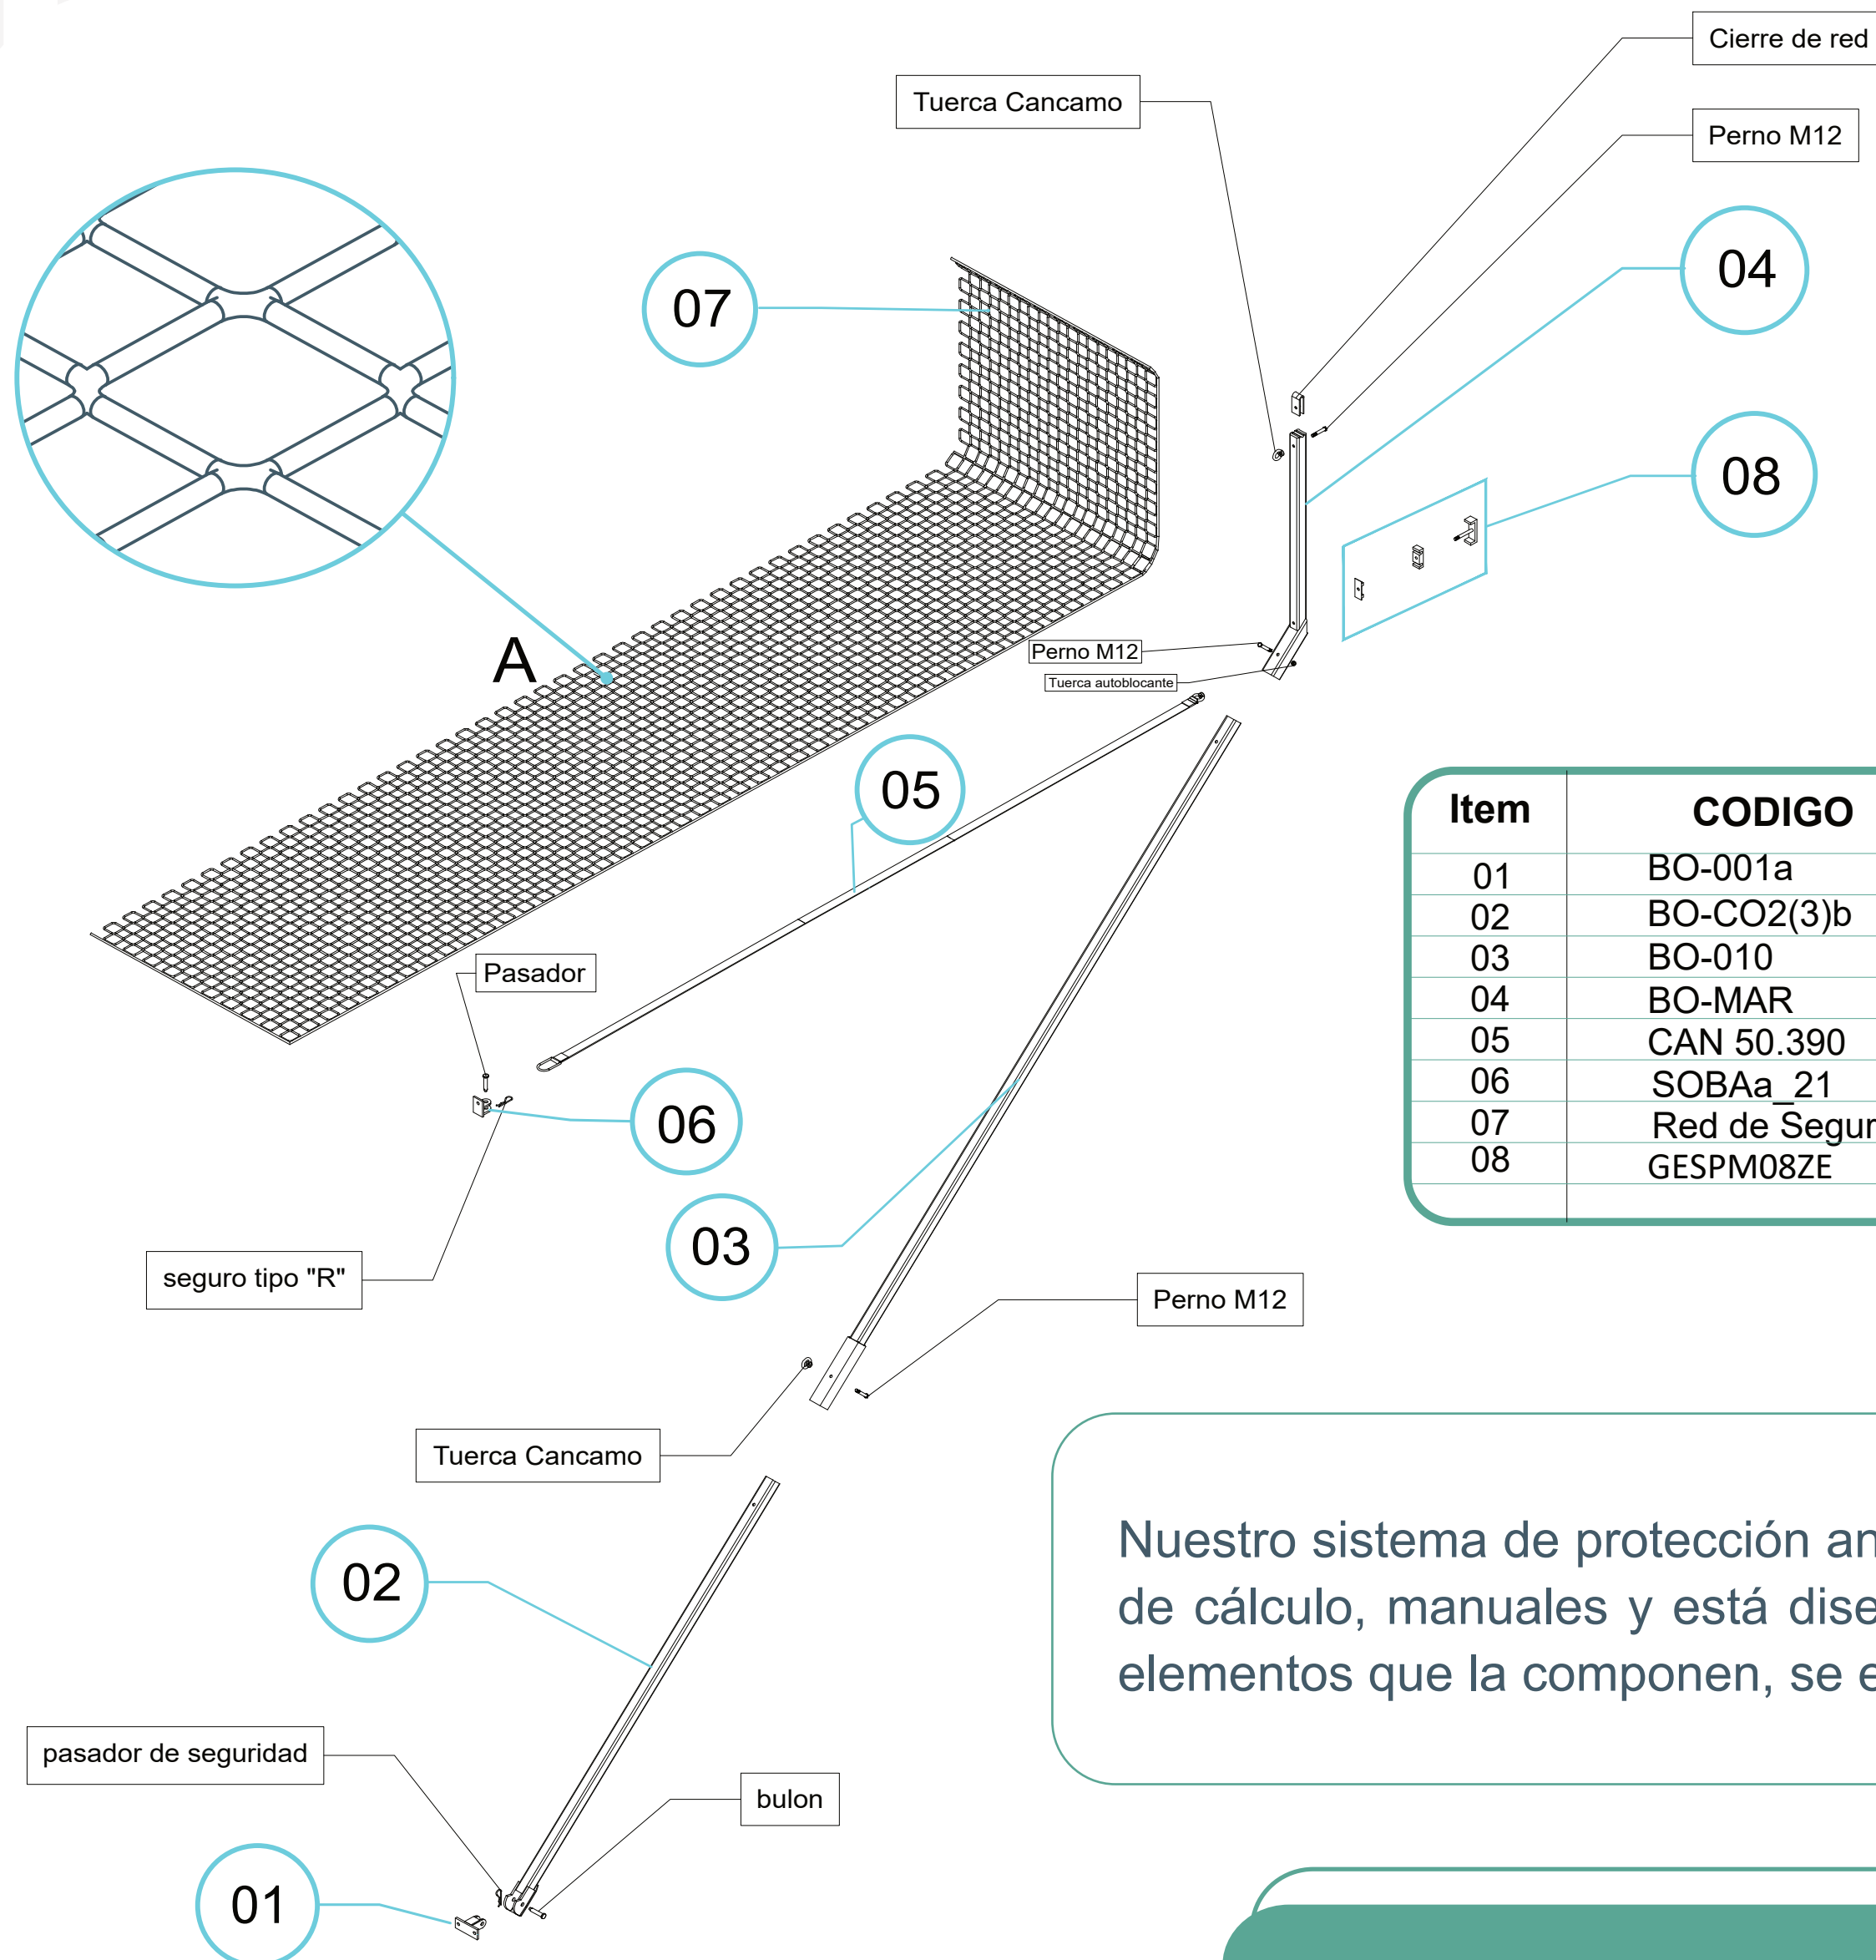 Cierre de red
Tuerca Cancamo
Perno M12
04
07
08
A
Perno M12
Tuerca autoblocante
05
Item CODIGO
01 BO-001a
02 BO-CO2(3)b
03 BO-010
04 BO-MAR
05 CAN 50.390
06 SOBAa_21
07 Red de Segur
08 GESPM08ZE
Pasador
06
03
seguro tipo "R"
Perno M12
Tuerca Cancamo
02
Nuestro sistema de protección an
de cálculo, manuales y está dise
elementos que la componen, se e
pasador de seguridad
bulon
01